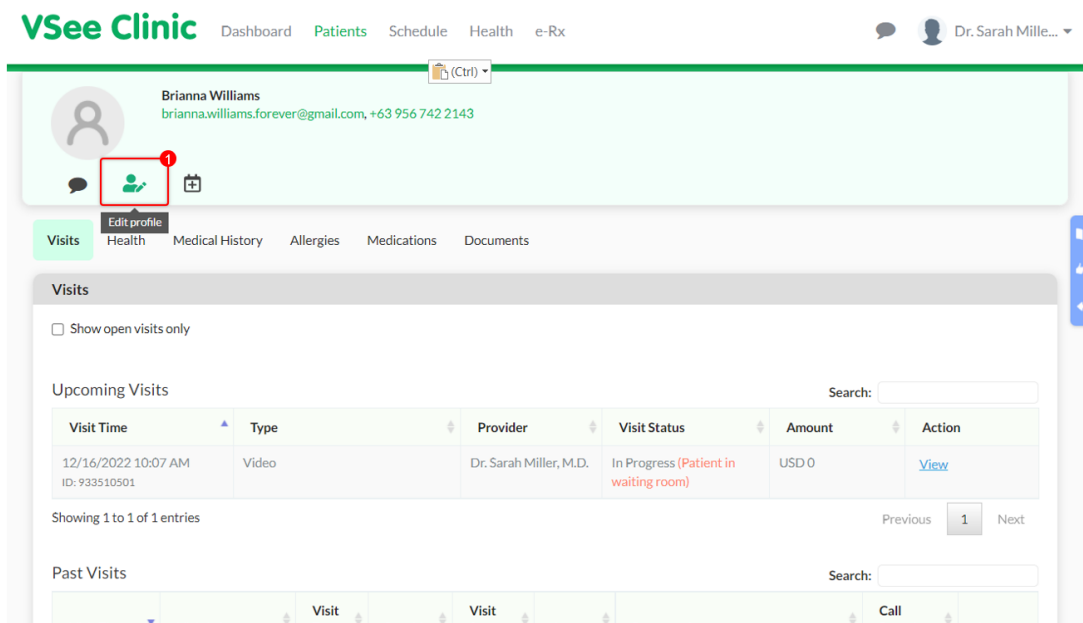 VSee Clinic Dashboard Patients Schedule Health e-Rx Dr. Sarah Mille...
(Ctrl)
Brianna Williams
brianna.williams.forever@gmail.com, +63 956 742 2143
1
Edit profile
Visits Health Medical History Allergies Medications Documents
Visits
Show open visits only
Upcoming Visits Search:
Visit Time Type Provider Visit Status Amount Action
12/16/2022 10:07 AM Video Dr. Sarah Miller, M.D. In Progress (Patient in USD 0 View
ID: 933510501 waiting room)
Showing 1 to 1 of 1 entries Previous 1 Next
Past Visits Search:
Visit Visit Call